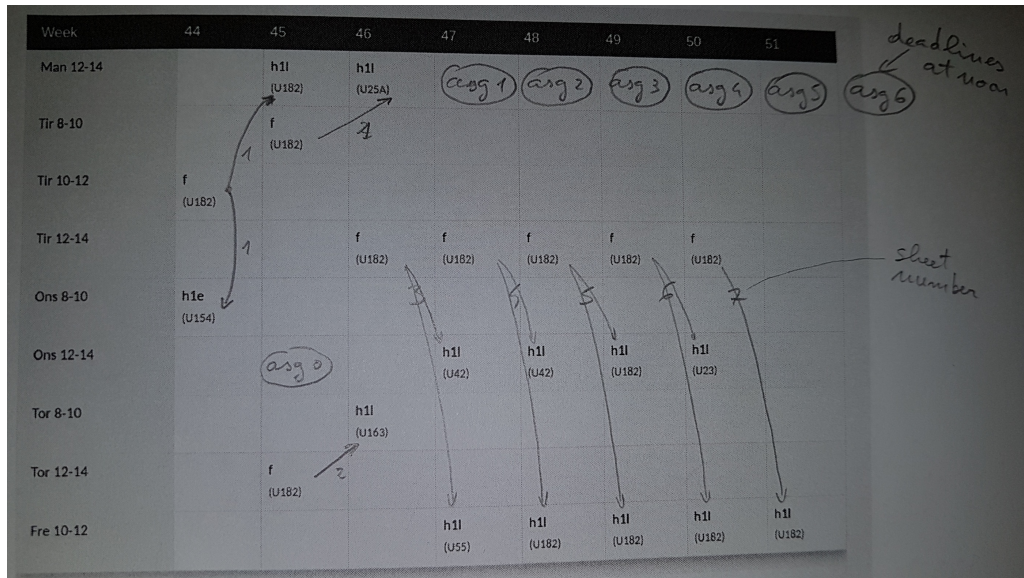 Week 44 45 46 47 48 49 50 51
deadlines
at noon
Man 12-14 h1l h1l asg 1 asg 2 asg 3 asg 4 asg 5 asg 6
(U182) (U25A)
Tir 8-10 f
(U182)
1
Tir 10-12 f
(U182)
1
Tir 12-14 f f f f f
(U182) (U182) (U182) (U182) (U182)
sheet
number
Ons 8-10 h1e 5 6 7
(U154)
Ons 12-14 h1l h1l h1l h1l
asg 0 (U42) (U42) (U182) (U23)
Tor 8-10 h1l
(U163)
Tor 12-14 f 2
(U182)
Fre 10-12 h1l h1l h1l h1l h1l
(U55) (U182) (U182) (U182) (U182)